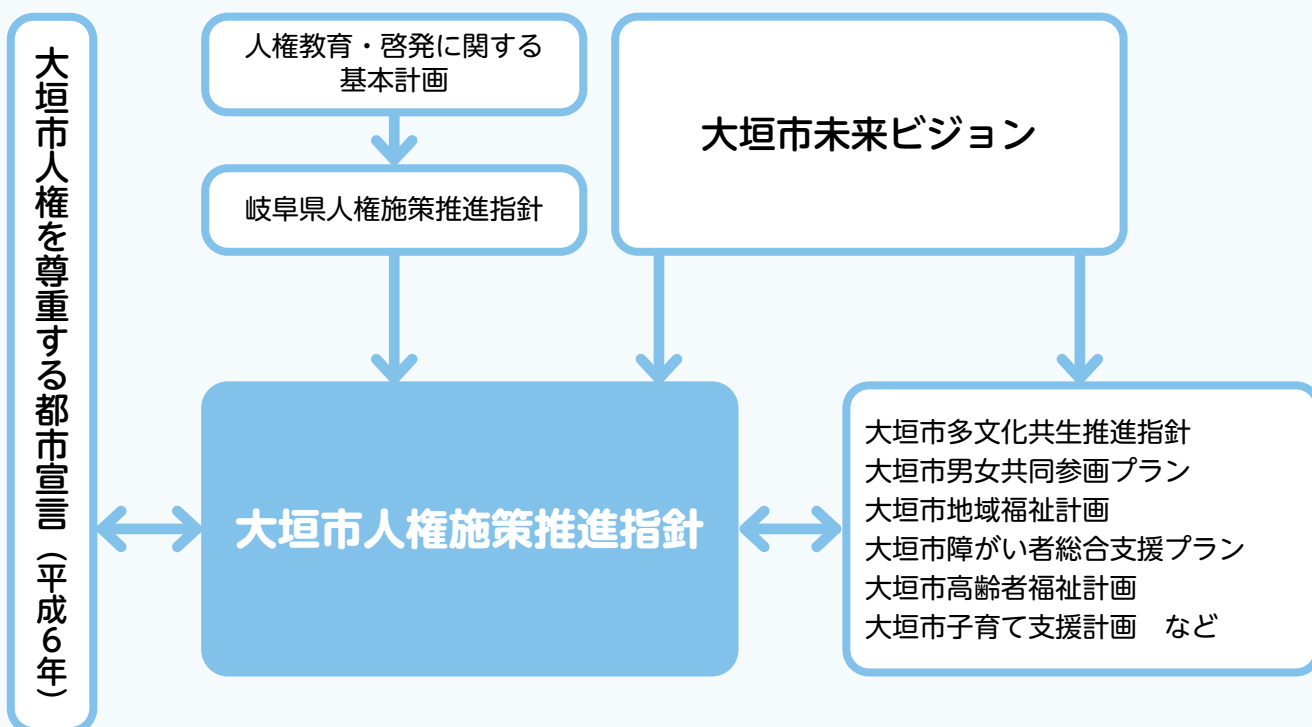 大垣市人権を尊重する都市宣言（平成６年）
人権教育・啓発に関する
基本計画
岐阜県人権施策推進指針
大垣市未来ビジョン
大垣市人権施策推進指針
大垣市多文化共生推進指針
大垣市男女共同参画プラン
大垣市地域福祉計画
大垣市障がい者総合支援プラン
大垣市高齢者福祉計画
大垣市子育て支援計画　など